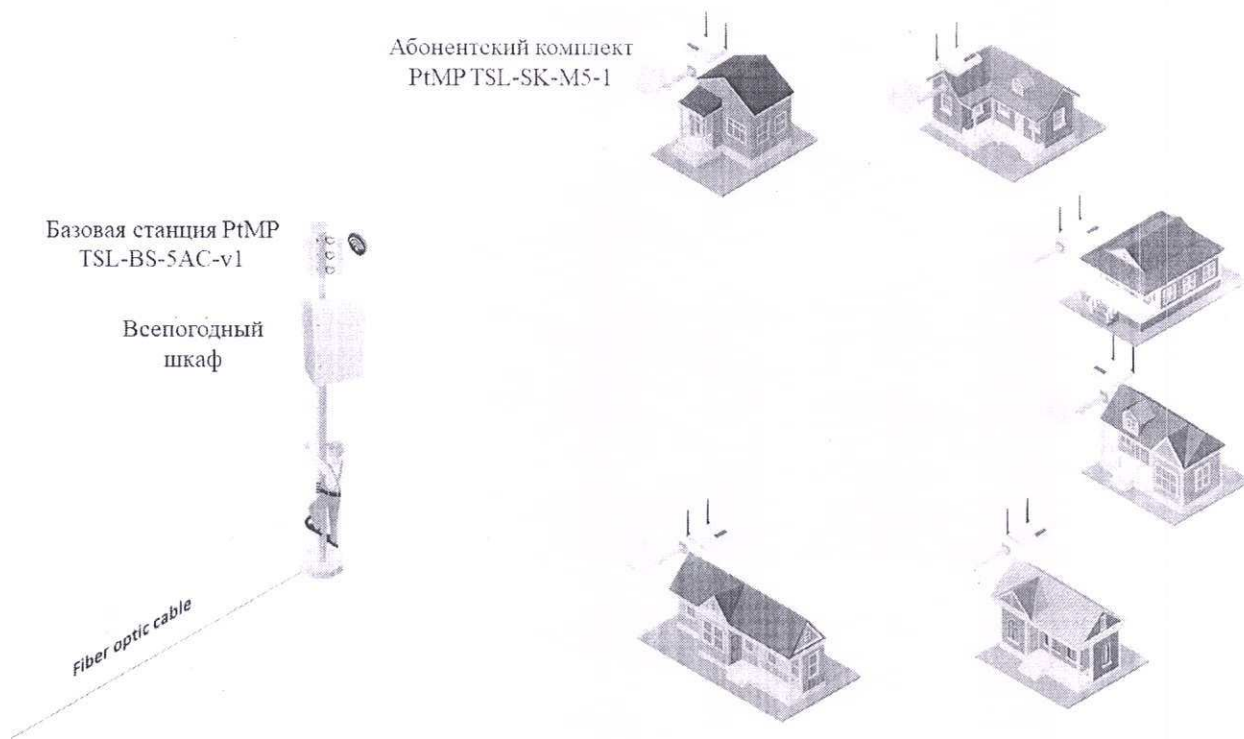 Абонентский комплект
PtMP TSL-SK-M5-1
Базовая станция PtMP
TSL-BS-5AC-v1
Всепогодный
шкаф
Fiber optic cable